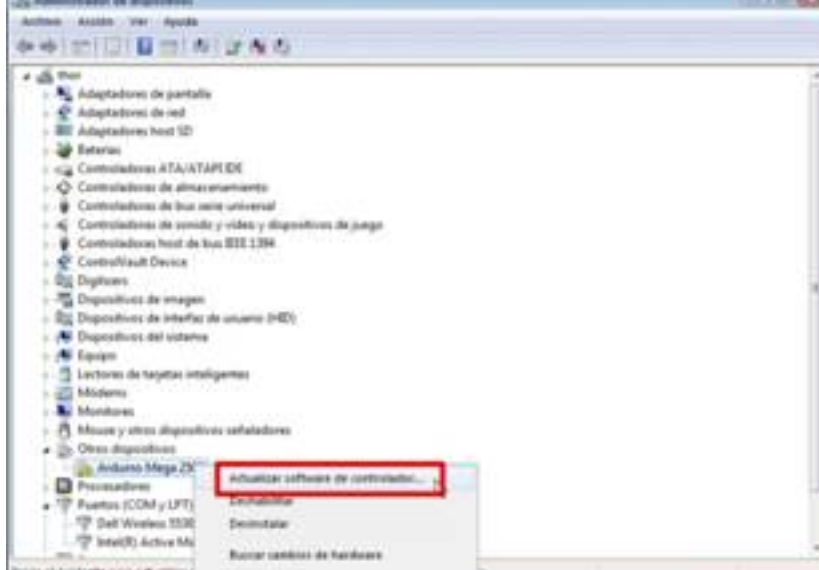 Administrador de dispositivos
Archivo Acción Ver Ayuda
Adaptadores de pantalla
Adaptadores de red
Adaptadores host SD
Baterías
Controladoras ATA/ATAPI IDE
Controladoras de almacenamiento
Controladoras de bus serie universal
Controladoras de sonido y video y dispositivos de juego
Controladoras host de bus IEEE 1394
ControlVault Device
Digitizers
Dispositivos de imagen
Dispositivos de interfaz de usuario (HID)
Dispositivos del sistema
Equipo
Lectores de tarjetas inteligentes
Módems
Monitores
Mouse y otros dispositivos señaladores
Otros dispositivos
Arduino Mega
Actualizar software de controlador...
Procesadores
Deshabilitar
Puertos (COM y LPT)
Dell Wireless
Desinstalar
Intel(R) Active
Buscar cambios de hardware